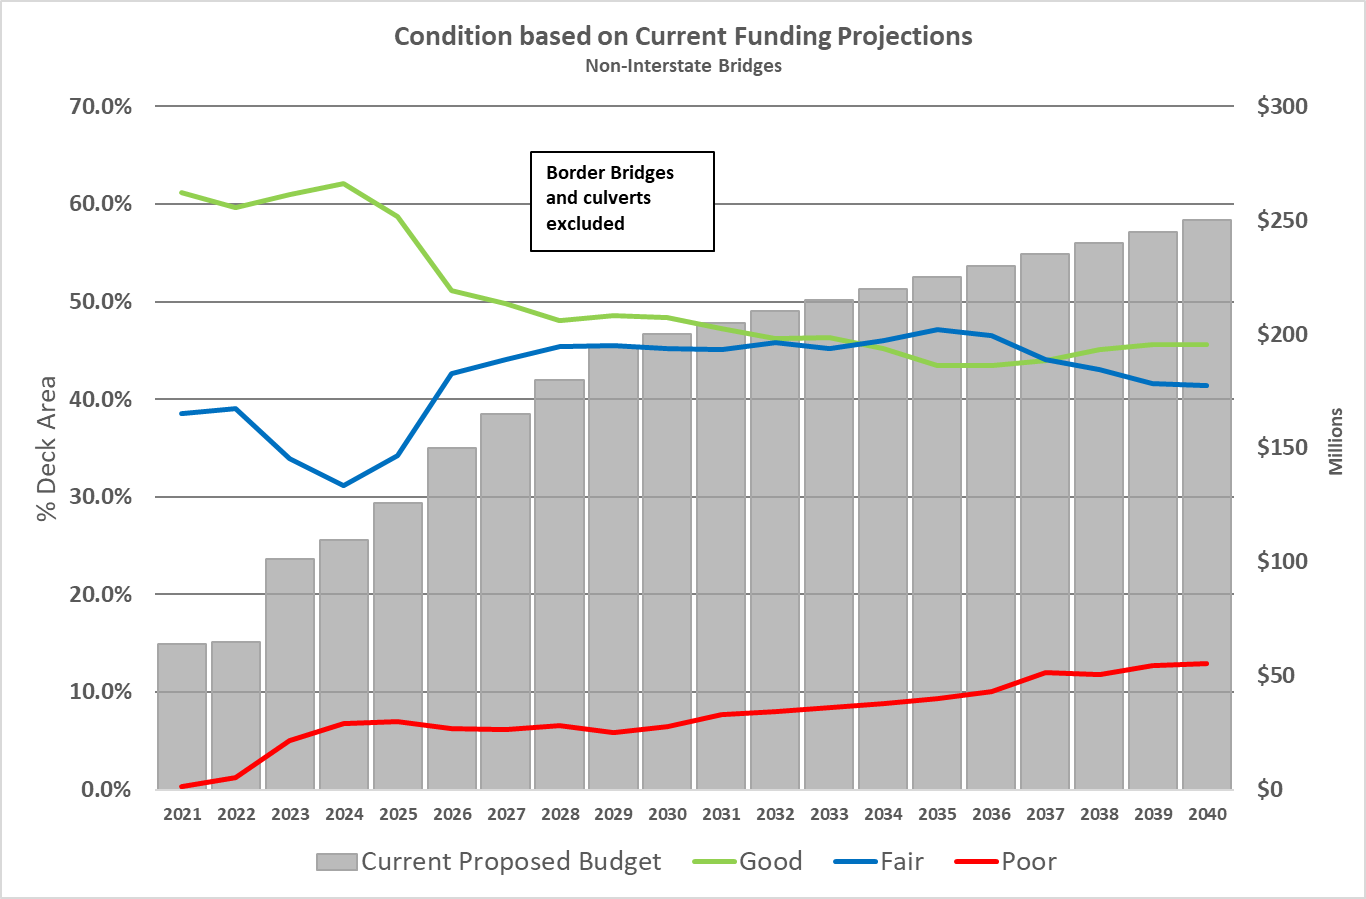 Condition based on Current Funding Projections
Non-Interstate Bridges
70.0%
60.0%
50.0%
40.0%
30.0%
20.0%
10.0%
0.0%
% Deck Area
Border Bridges
and culverts
excluded
$300
$250
$200
$150
$100
$50
$0
Millions
2021 2022 2023 2024 2025 2026 2027 2028 2029 2030 2031 2032 2033 2034 2035 2036 2037 2038 2039 2040
Current Proposed Budget Good Fair Poor